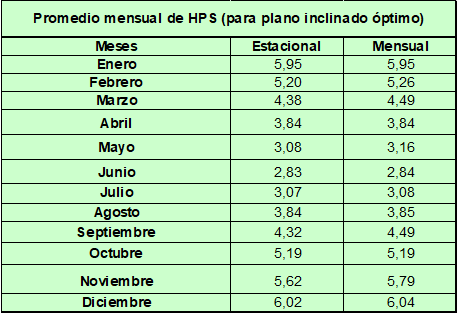 Promedio mensual de HPS (para plano inclinado óptimo)
Meses Estacional Mensual
Enero 5,95 5,95
Febrero 5,20 5,26
Marzo 4,38 4,49
Abril 3,84 3,84
Mayo 3,08 3,16
Junio 2,83 2,84
Julio 3,07 3,08
Agosto 3,84 3,85
Septiembre 4,32 4,49
Octubre 5,19 5,19
Noviembre 5,62 5,79
Diciembre 6,02 6,04